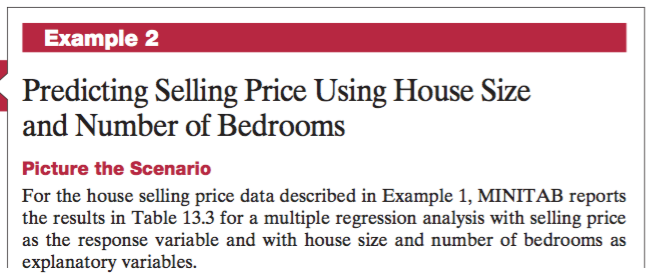 Example 2
Predicting Selling Price Using House Size
and Number of Bedrooms
Picture the Scenario
For the house selling price data described in Example 1, MINITAB reports
the results in Table 13.3 for a multiple regression analysis with selling price
as the response variable and with house size and number of bedrooms as
explanatory variables.